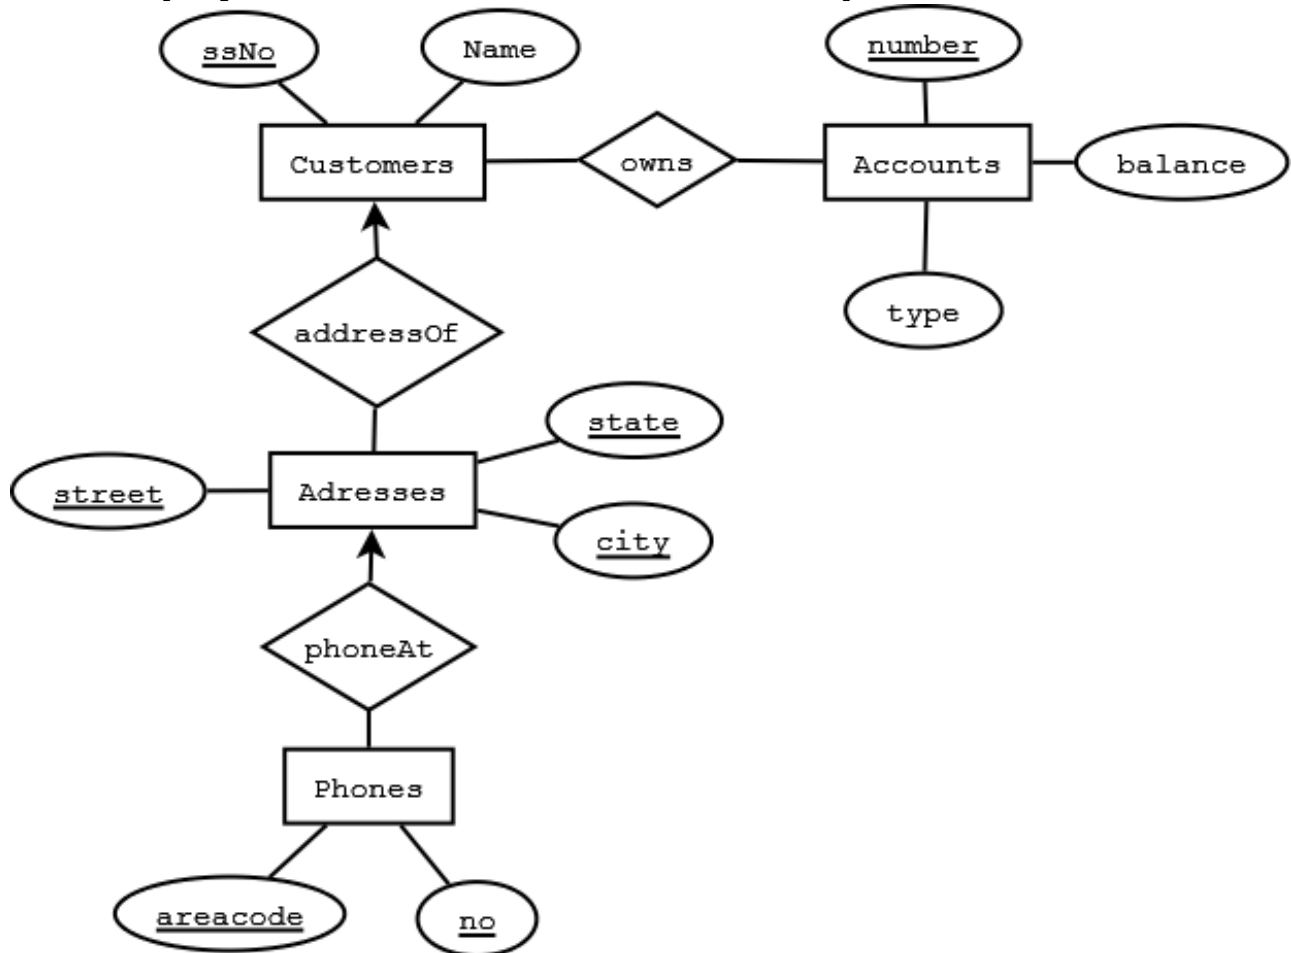 ssNo
Name
number
Customers
owns
Accounts
balance
addressOf
type
state
street
Adresses
city
phoneAt
Phones
areacode
no